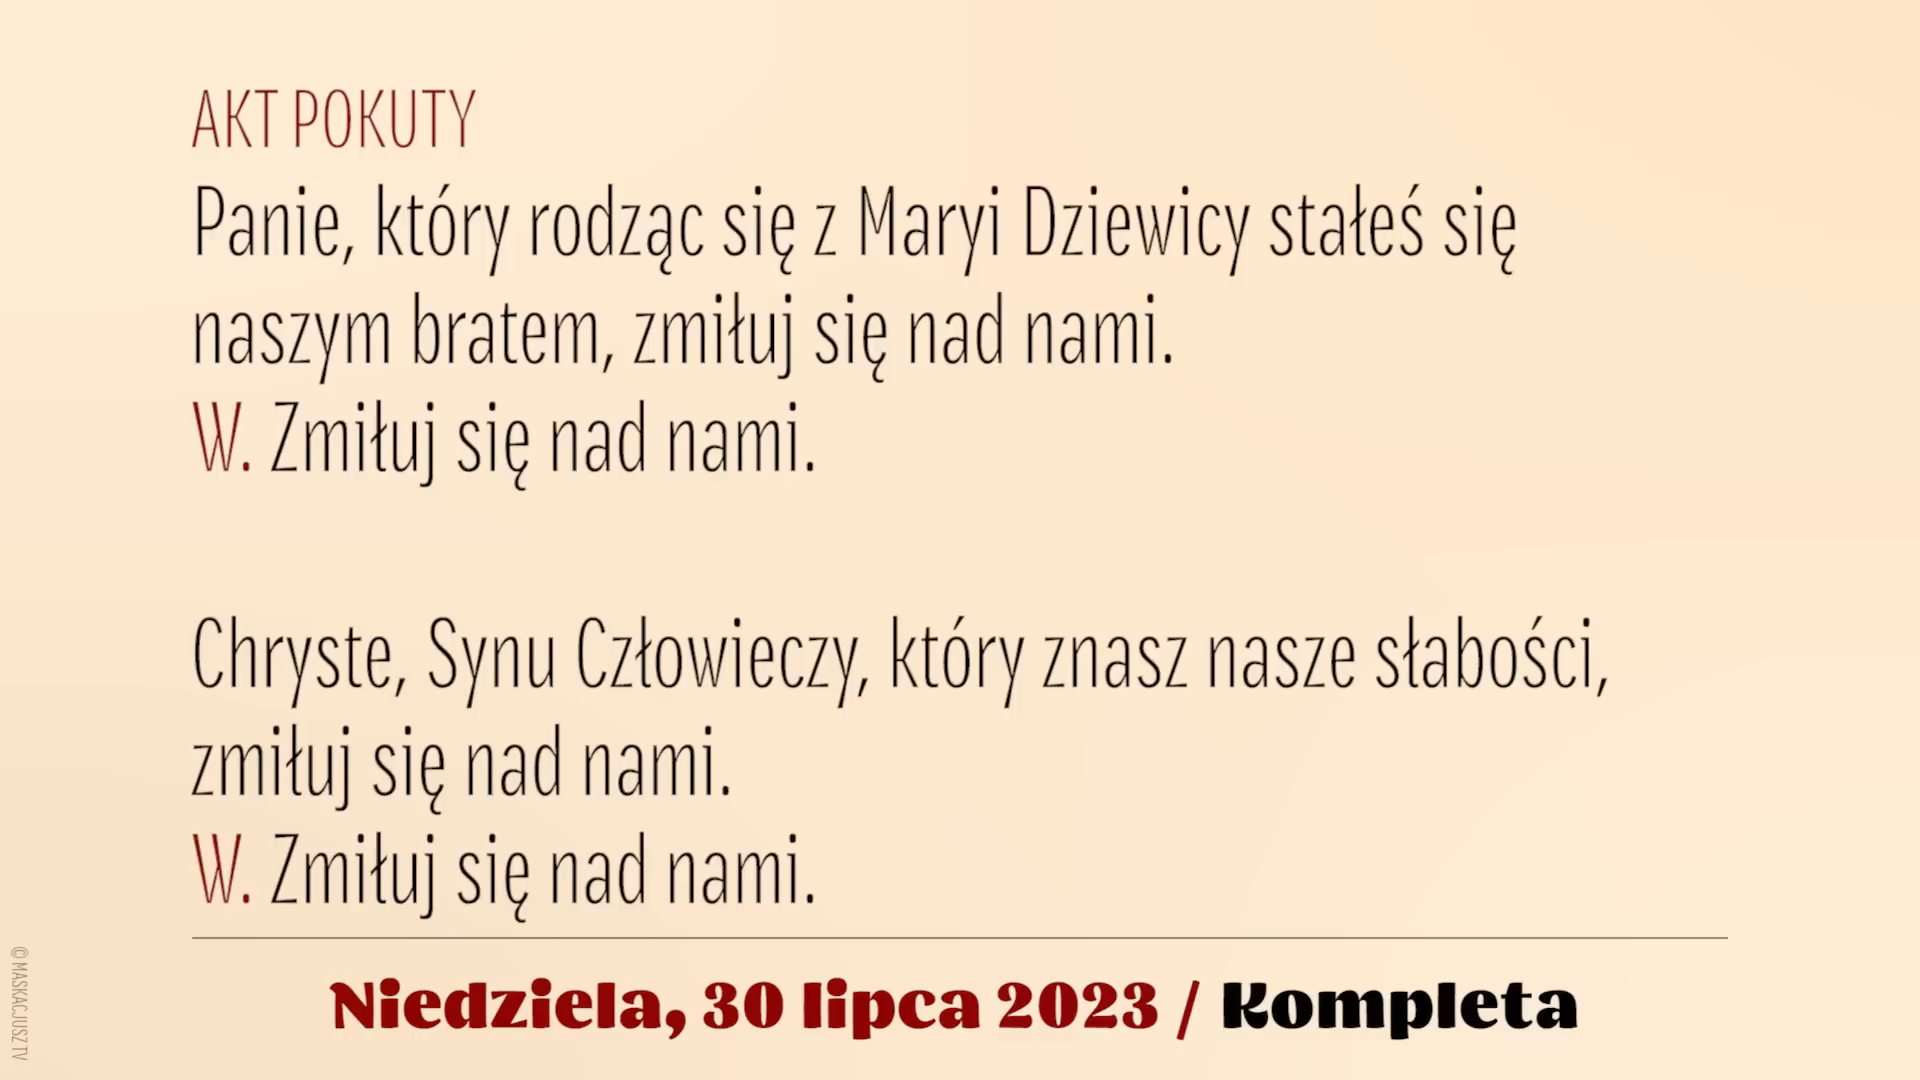 AKT POKUTY
Panie, który rodząc się z Maryi Dziewicy stałeś się
naszym bratem, zmiłuj się nad nami.
W. Zmiłuj się nad nami.
Chryste, Synu Człowieczy, który znasz nasze słabości,
zmiłuj się nad nami.
W. Zmiłuj się nad nami.
Niedziela, 30 lipca 2023 / Kompleta
© MASKACJUSZ TV